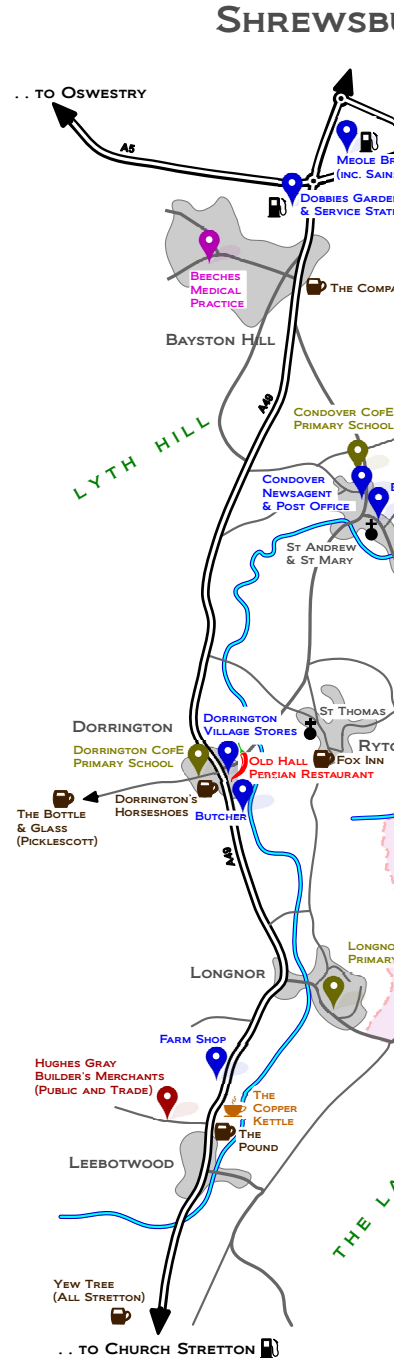 Shrewsbu
. . to Oswestry
A5
Meole Br
(inc. Sains
Dobbies Garde
& Service Stati
Beeches
Medical
Practice
The Compa
Bayston Hill
A49
Lyth Hill
Condover CofE
Primary School
Condover
Newsagent
& Post Office
St Andrew
& St Mary
St Thomas
Dorrington
Dorrington
Village Stores
Ryto
Dorrington CofE
Primary School
Old Hall
Persian Restaurant
Fox Inn
Dorrington's
Horseshoes
Butcher
The Bottle
& Glass
(Picklescott)
A49
Longnor
Longno
Primary
Farm Shop
Hughes Gray
Builder's Merchants
(Public and Trade)
The
Copper
Kettle
The
Pound
Leebotwood
The La
Yew Tree
(All Stretton)
. . to Church Stretton